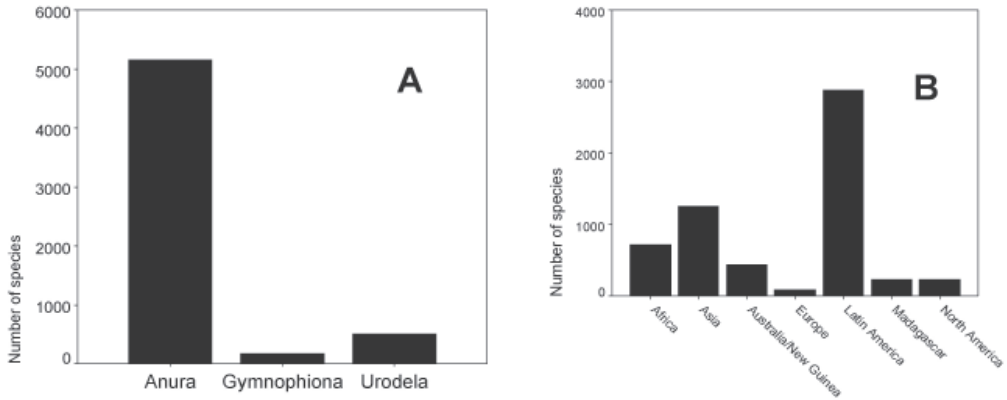 6000
5000
4000
3000
2000
1000
0
Number of species
A
Anura Gymnophiona Urodela
4000
3000
2000
1000
0
Number of species
B
Africa
Asia
Australia/New Guinea
Europe
Latin America
Madagascar
North America